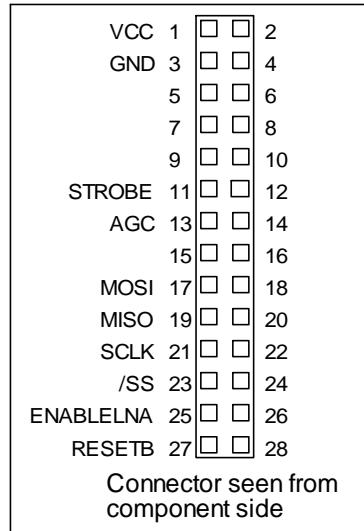 VCC 1 2
GND 3 4
5 6
7 8
9 10
STROBE 11 12
AGC 13 14
15 16
MOSI 17 18
MISO 19 20
SCLK 21 22
/SS 23 24
ENABLELNA 25 26
RESETB 27 28
Connector seen from
component side